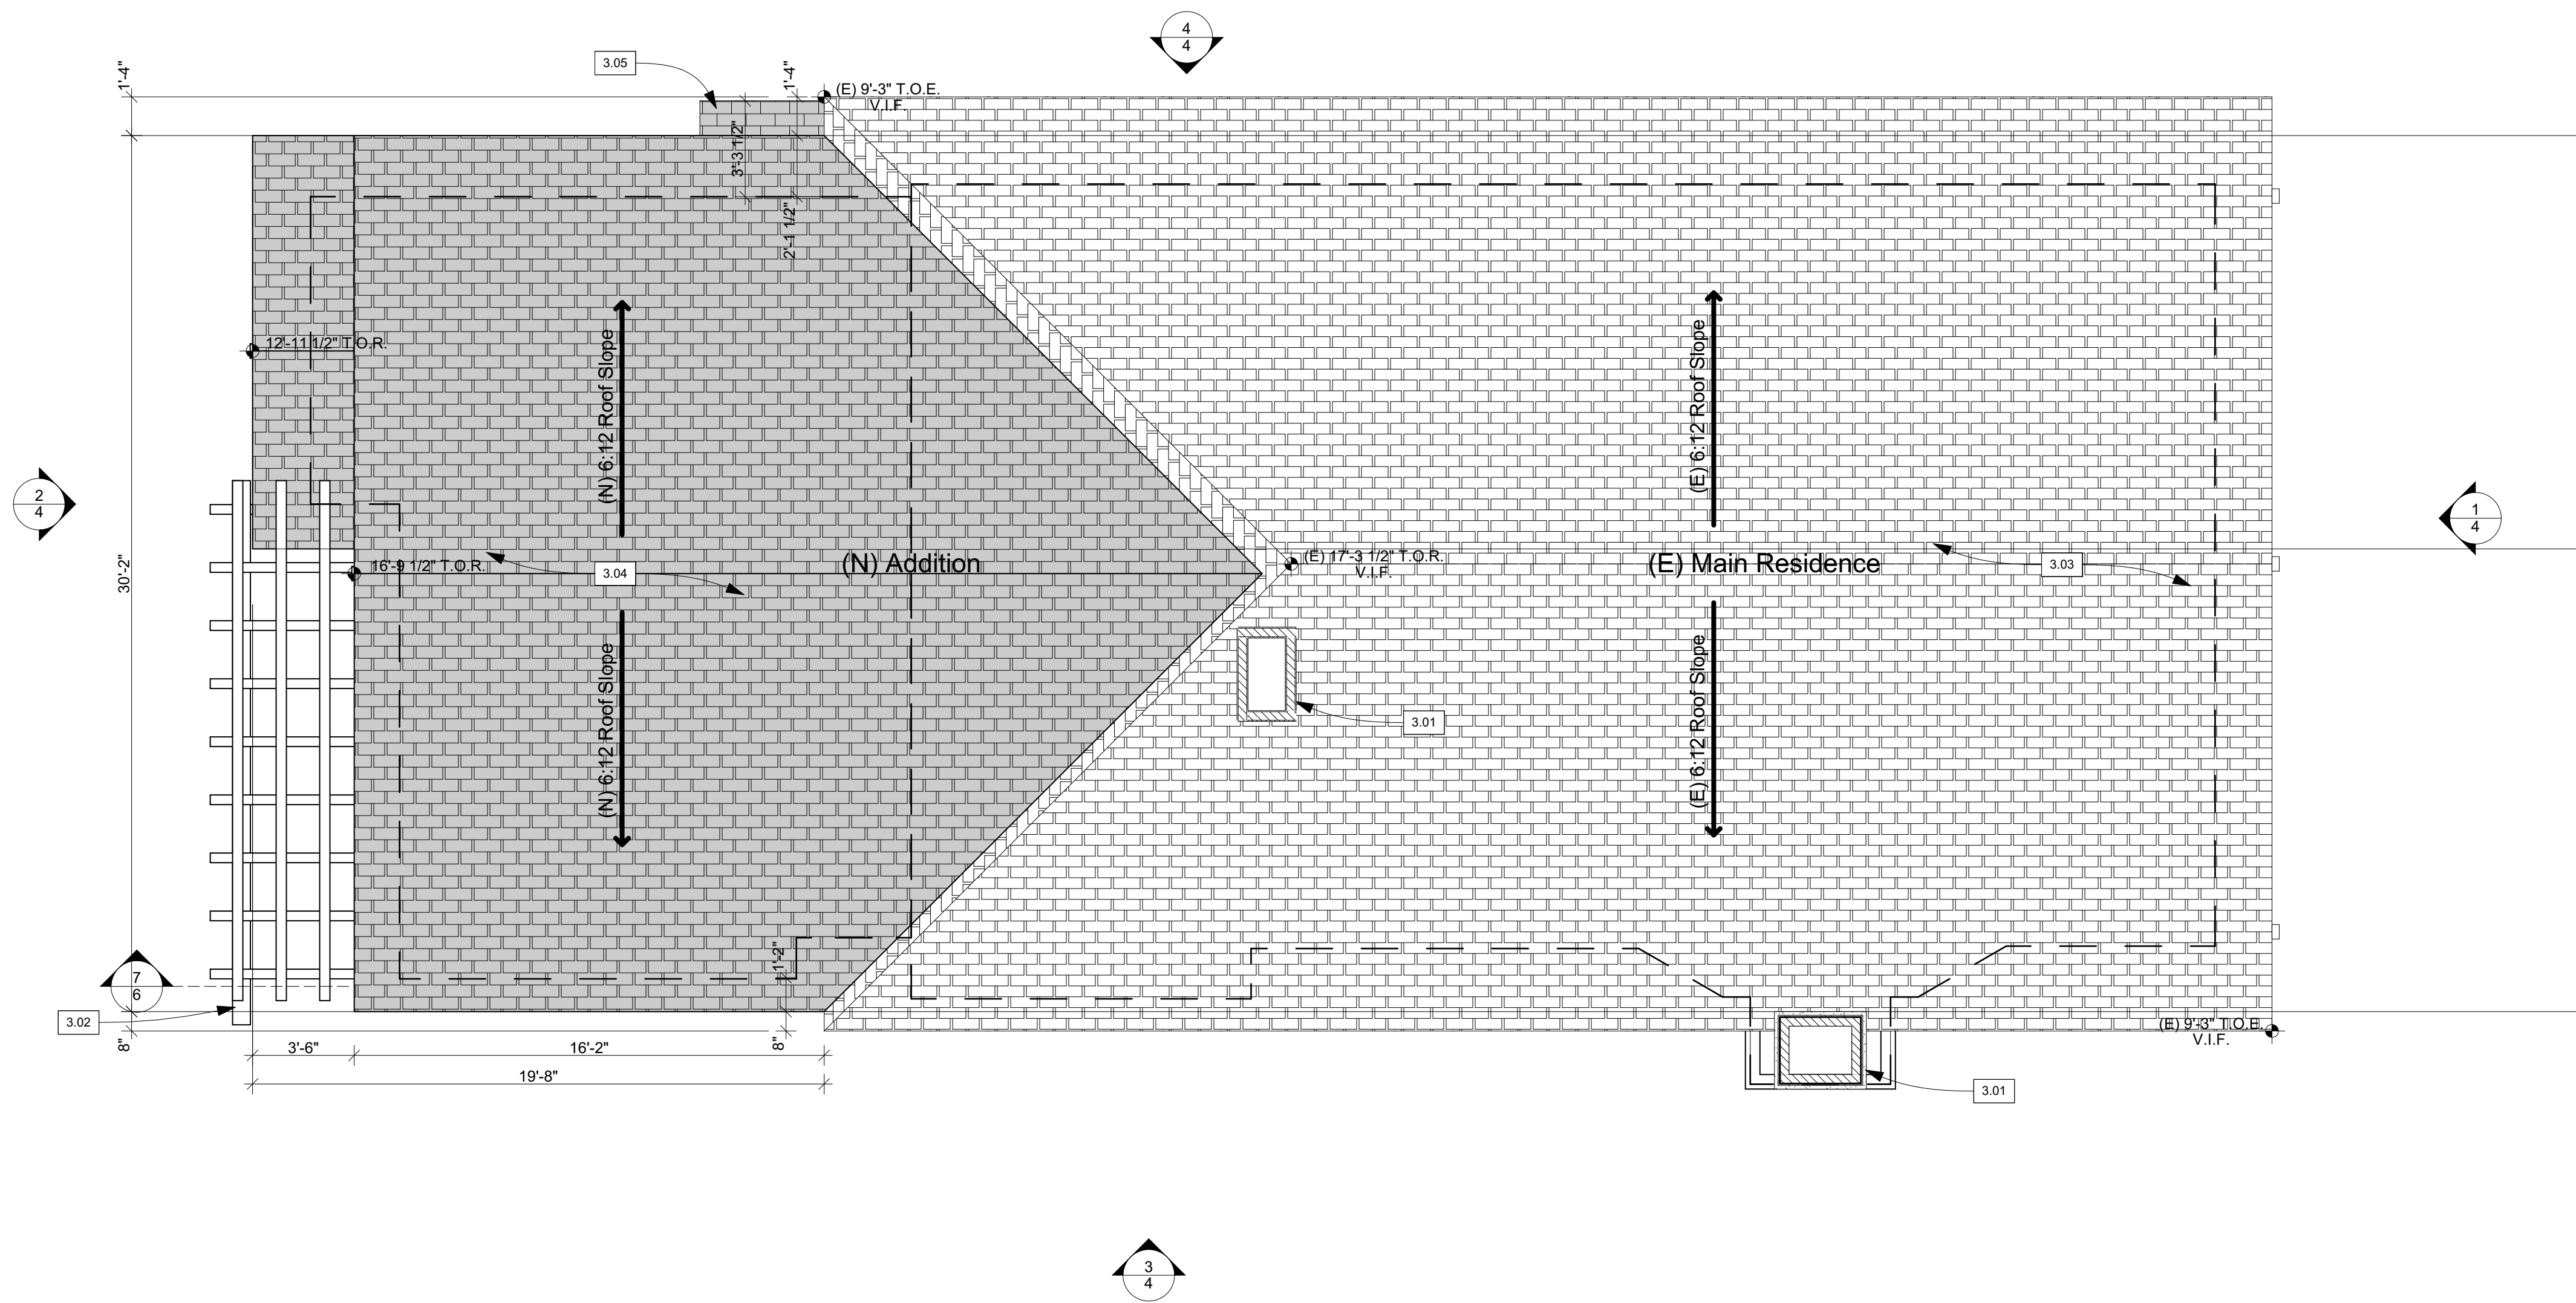 4
4
1'-4"
3.05
1'-4"
(E) 9'-3" T.O.E.
V.I.F.
3'-3 1/2"
2'-1 1/2"
12'-11 1/2" T.O.R.
(N) 6:12 Roof Slope
(E) 6:12 Roof Slope
2
4
1
4
30'-2"
16'-9 1/2" T.O.R.
3.04
(N) Addition
(E) 17'-3 1/2" T.O.R.
V.I.F.
(E) Main Residence
3.03
(N) 6:12 Roof Slope
(E) 6:12 Roof Slope
3.01
1'-2"
7
6
3.02
8"
8"
3'-6"
16'-2"
19'-8"
(E) 9'-3" T.O.E.
V.I.F.
3.01
3
4